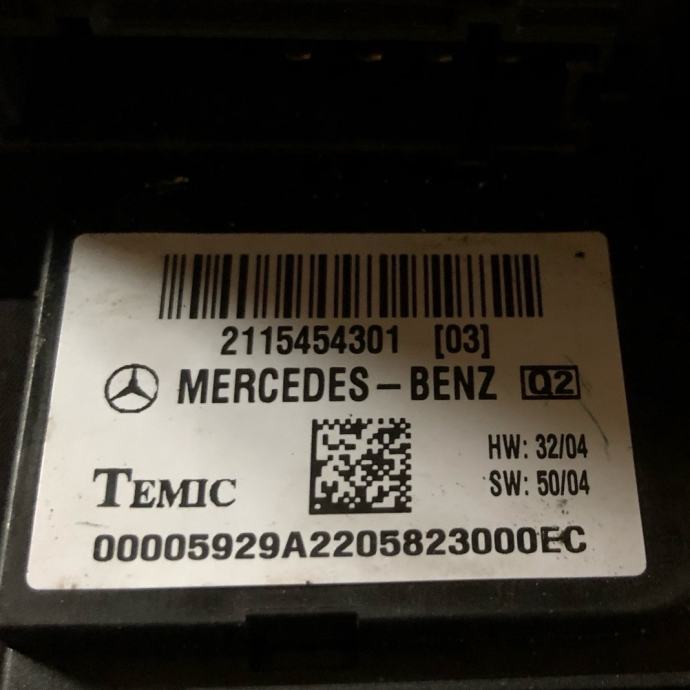 2115454301 [03]
MERCEDES-BENZ Q2
HW: 32/04
TEMIC SW: 50/04
00005929A2205823000EC